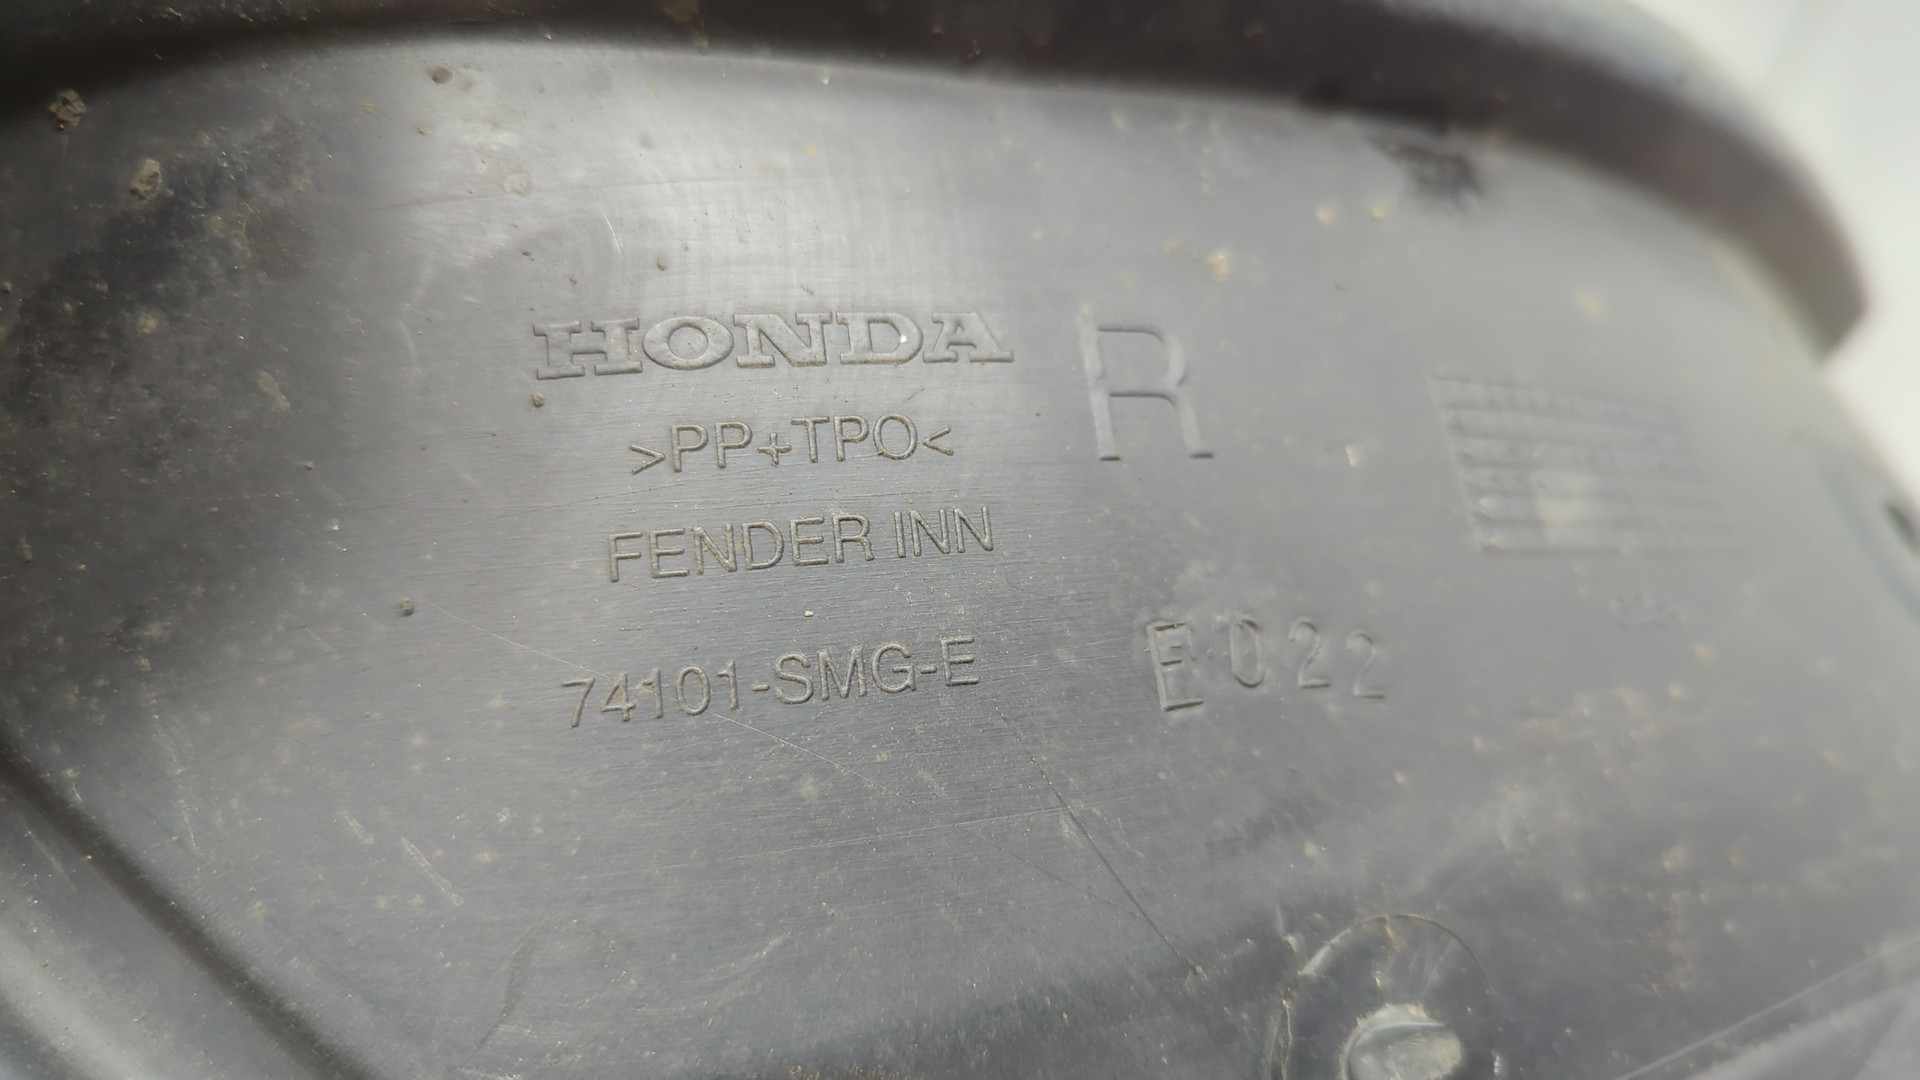 HONDA R
>PP+TPO<
FENDER INN
74101-SMG-E
E022